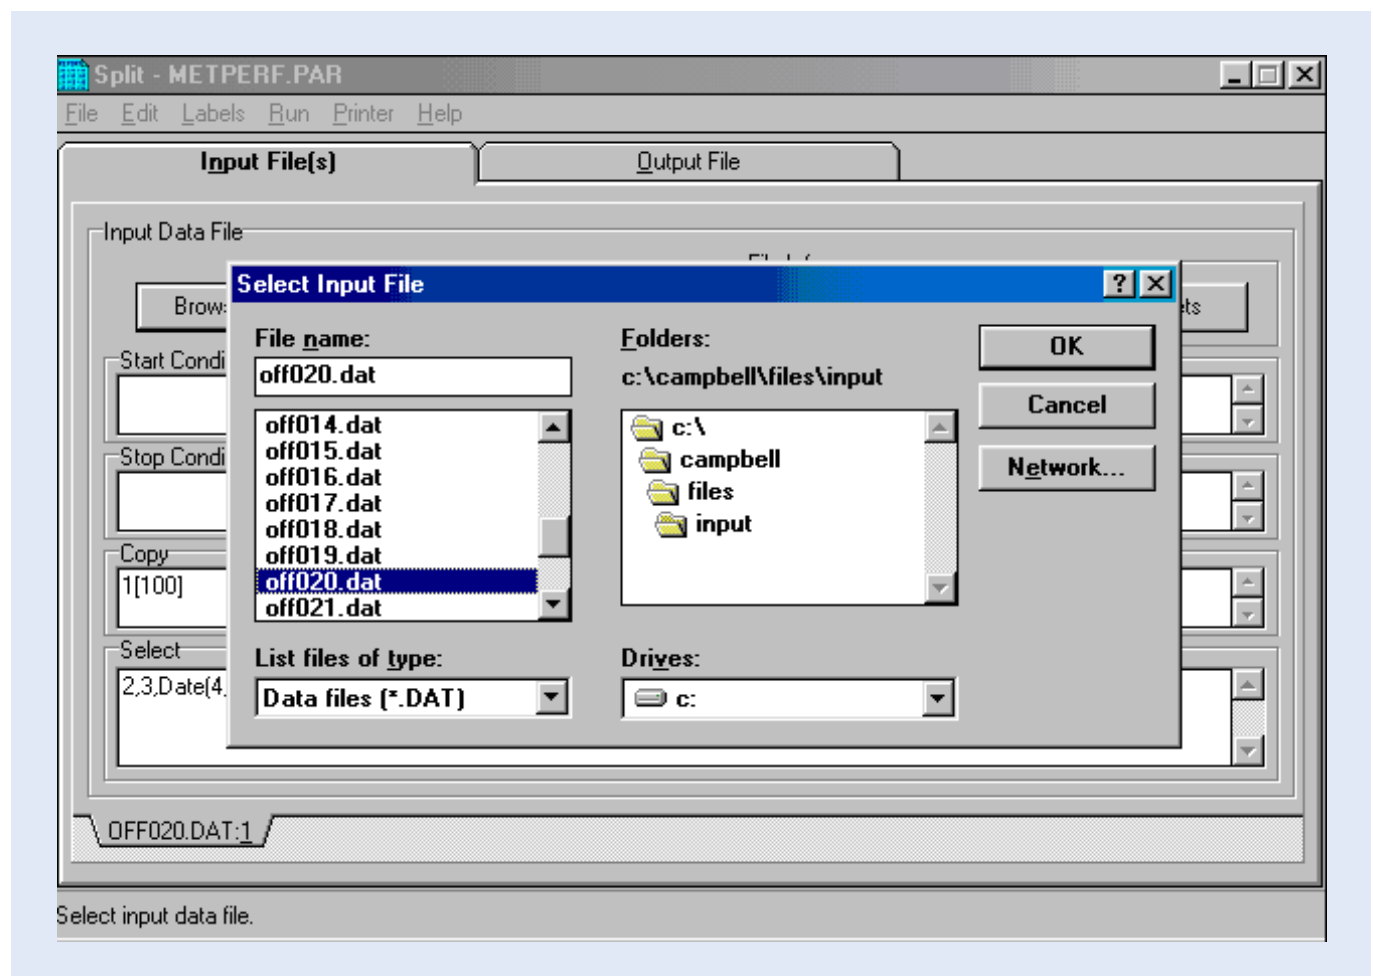 Split - METPERF.PAR
File Edit Labels Run Printer Help
Input File(s)
Output File
Input Data File
Select Input File
File name:
off020.dat
off014.dat
off015.dat
off016.dat
off017.dat
off018.dat
off019.dat
off020.dat
off021.dat
List files of type:
Data files (*.DAT)
Folders:
c:\campbell\files\input
c:\
campbell
files
input
Drives:
c:
OK
Cancel
Network...
Start Condi
Stop Condi
Copy
1[100]
Select
2,3,Date(4,
OFF020.DAT:1
Select input data file.